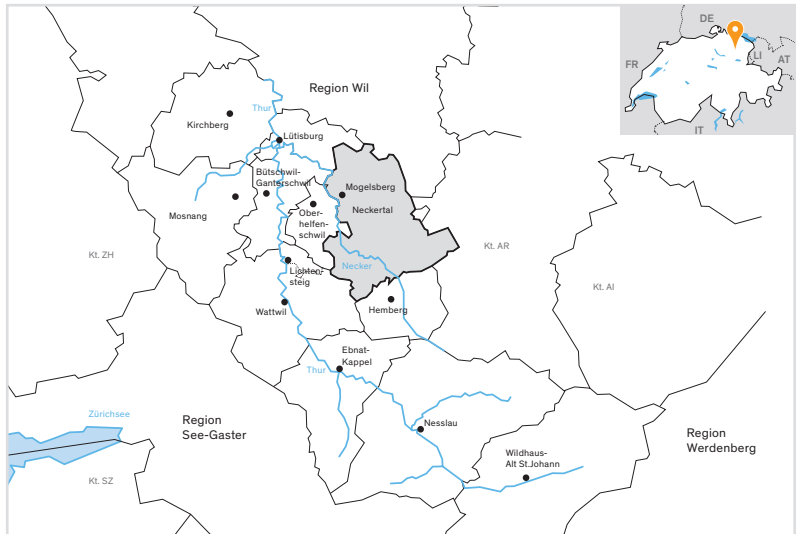 DE
FR
LI
AT
IT
Region Wil
Thur
Kirchberg
Lütisburg
Bütschwil-
Ganterschwil
Mogelsberg
Mosnang
Ober-
helfen-
schwil
Neckertal
Kt. ZH
Kt. AR
Necker
Lichten-
steig
Kt. AI
Wattwil
Hemberg
Ebnat-
Kappel
Thur
Zürichsee
Region
See-Gaster
Nesslau
Region
Werdenberg
Wildhaus-
Alt St.Johann
Kt. SZ